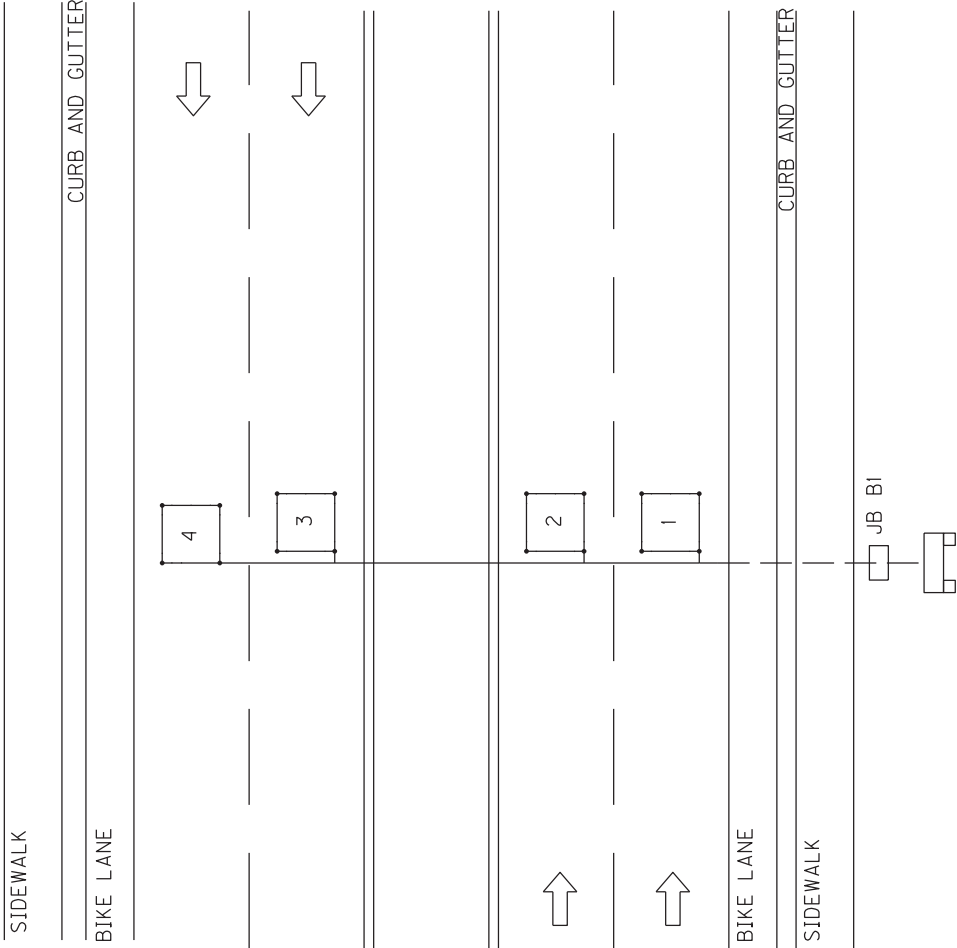 CURB AND GUTTER
CURB AND GUTTER
4
3
2
1
JB B1
SIDEWALK
BIKE LANE
BIKE LANE
SIDEWALK